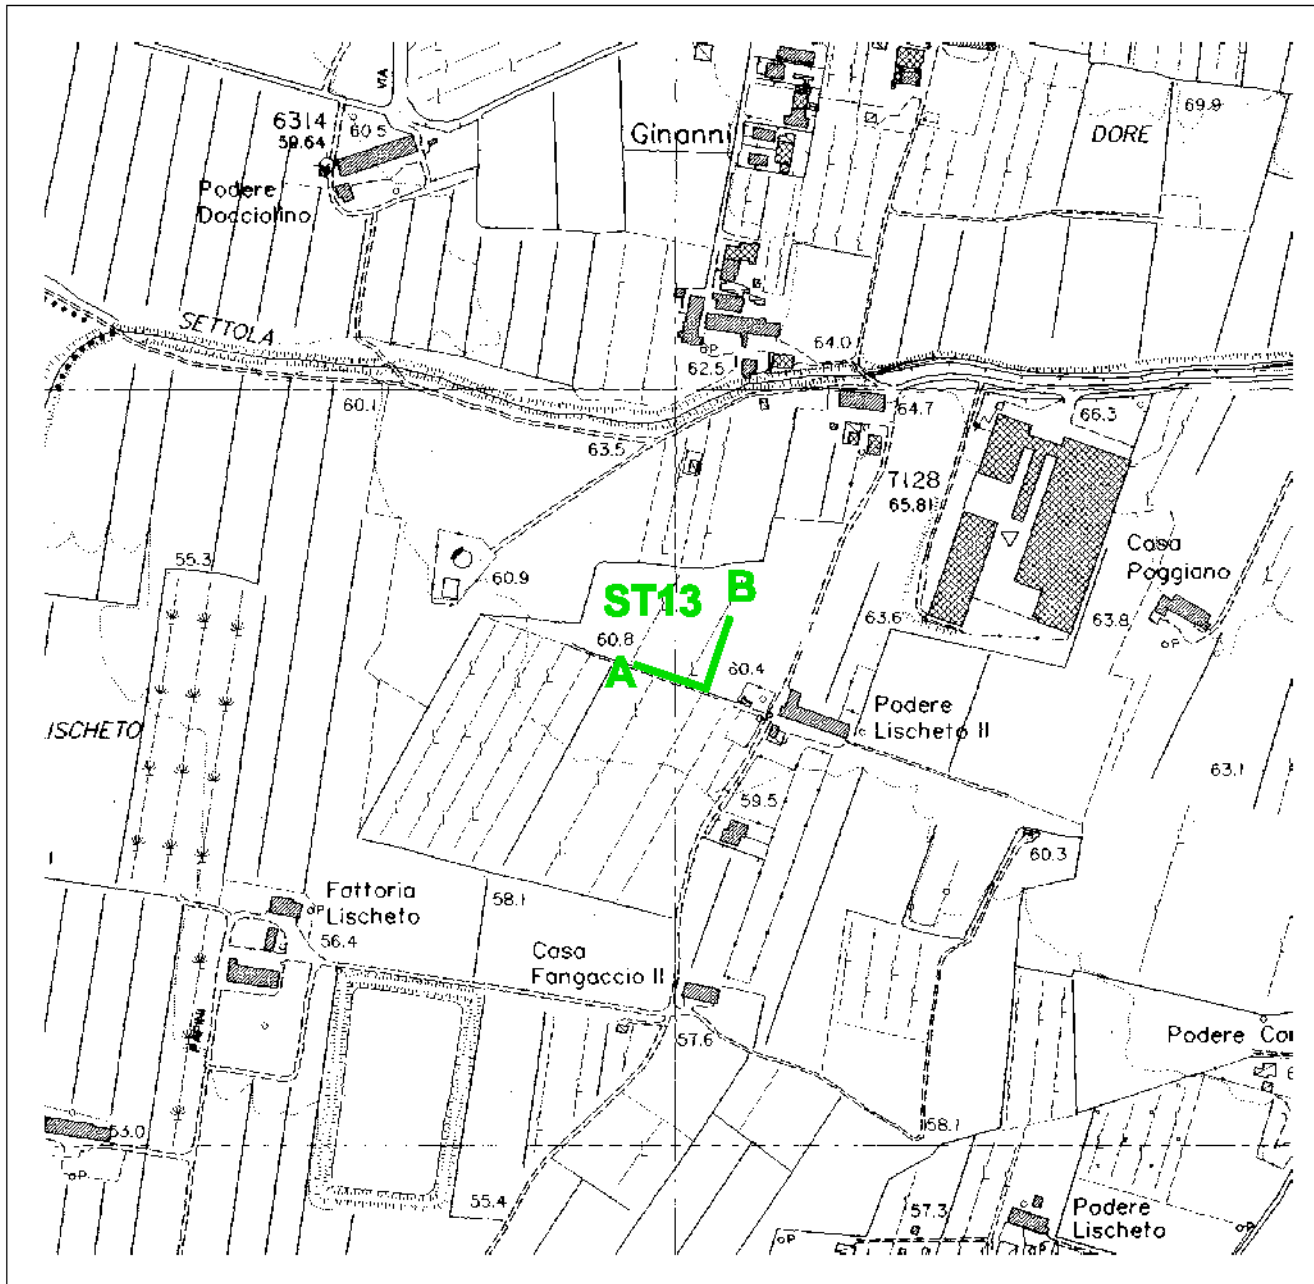 VIA
6314
59.64
60.5
Ginanni
DORE
69.9
Podere
Docciolino
SETTOLA
P
62.5
64.0
60.1
63.5
64.7
66.3
7128
65.81
Casa
Poggiano
55.3
60.9
ST13
B
60.8
A
60.4
63.6
63.8
P
Podere
Lischeto II
ISCHETO
63.1
59.5
60.3
Fattoria
Lischeto
P
56.4
58.1
Casa
Fangaccio II
57.6
Podere Co
6
53.0
P
58.1
55.4
57.3
Podere
Lischeto
P
P
P